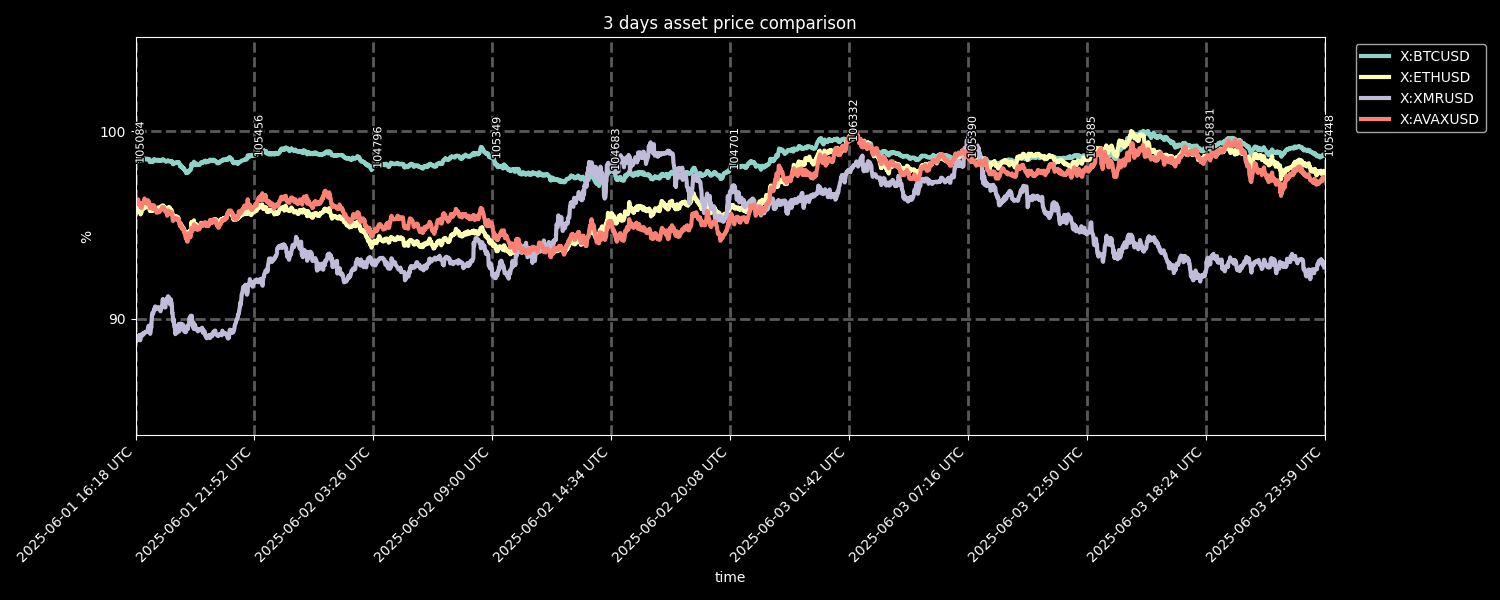 3 days asset price comparison
X:BTCUSD
X:ETHUSD
X:XMRUSD
X:AVAXUSD
100
90
%
105084
105456
104796
105349
104683
104701
106332
105390
105385
105831
105448
2025-06-01 16:18 UTC
2025-06-01 21:52 UTC
2025-06-02 03:26 UTC
2025-06-02 09:00 UTC
2025-06-02 14:34 UTC
2025-06-02 20:08 UTC
2025-06-03 01:42 UTC
2025-06-03 07:16 UTC
2025-06-03 12:50 UTC
2025-06-03 18:24 UTC
2025-06-03 23:59 UTC
time